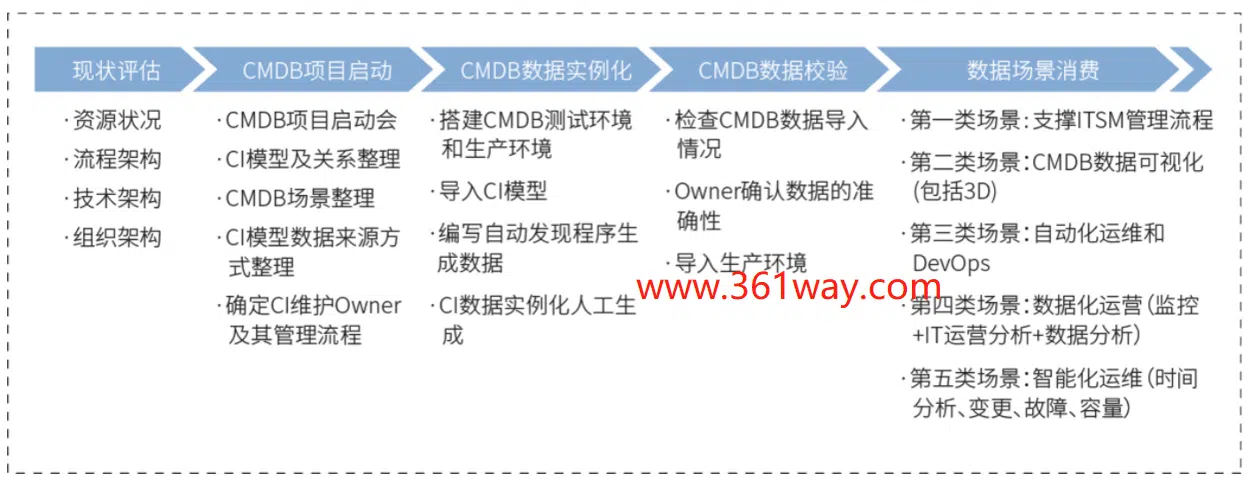 现状评估
CMDB项目启动
CMDB数据实例化
CMDB数据校验
数据场景消费
·资源状况
·流程架构
·技术架构
·组织架构
·CMDB项目启动会
·CI模型及关系整理
·CMDB场景整理
·CI模型数据来源方
式整理
·确定CI维护Owner
及其管理流程
·搭建CMDB测试环境
和生产环境
·导入CI模型
·编写自动发现程序生
成数据
·CI数据实例化人工生
成
·检查CMDB数据导入
情况
·Owner确认数据的准
确性
·导入生产环境
·第一类场景：支撑ITSM管理流程
·第二类场景：CMDB数据可视化
(包括3D)
·第三类场景：自动化运维和
DevOps
·第四类场景：数据化运营（监控
+IT运营分析+数据分析）
·第五类场景：智能化运维（时间
分析、变更、故障、容量）
www.361way.com